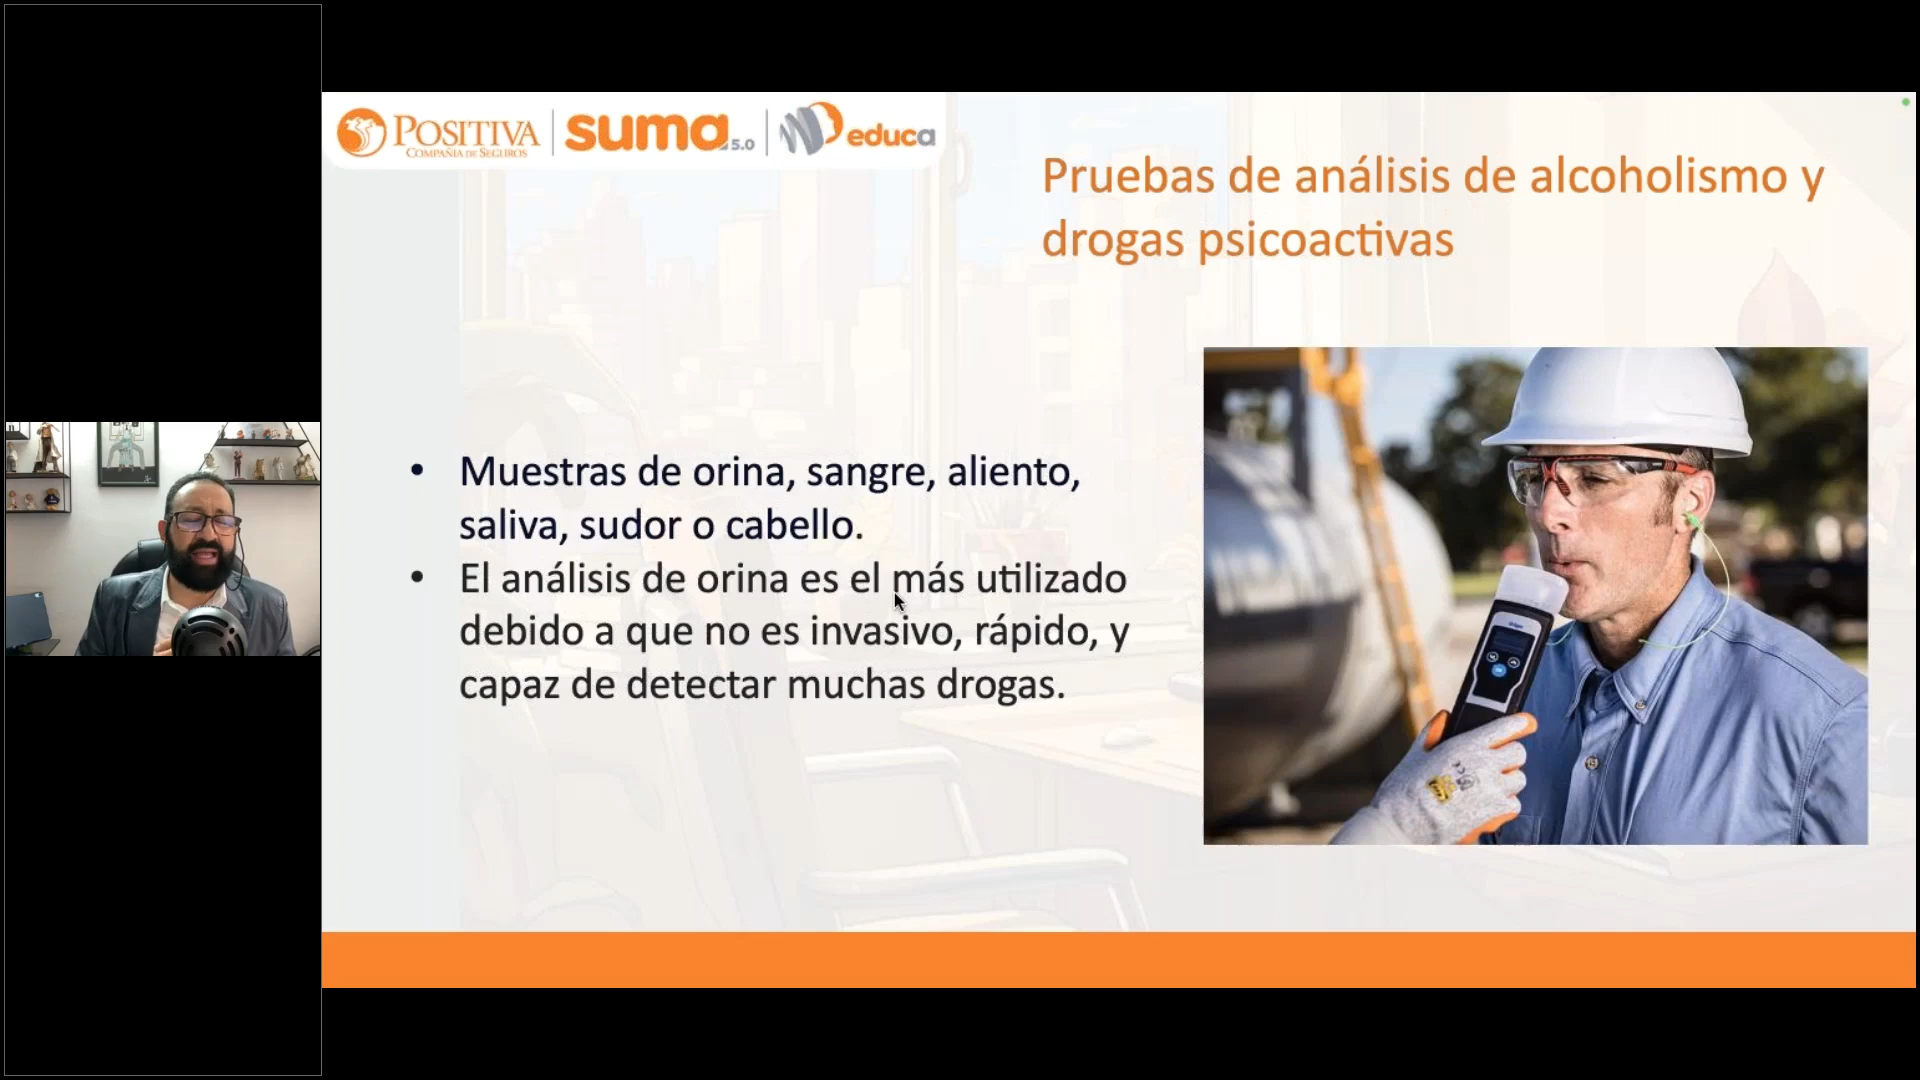 POSITIVA
COMPAÑÍA DE SEGUROS
suma 5.0
educa
Pruebas de análisis de alcoholismo y
drogas psicoactivas
• Muestras de orina, sangre, aliento,
saliva, sudor o cabello.
• El análisis de orina es el más utilizado
debido a que no es invasivo, rápido, y
capaz de detectar muchas drogas.
Dräger